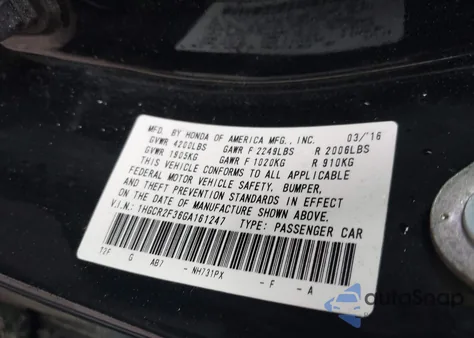 MFD. BY HONDA OF AMERICA MFG., INC. 03/'16
GVWR 4200LBS GAWR F 2249LBS R 2006LBS
GVWR 1905KG GAWR F 1020KG R 910KG
THIS VEHICLE CONFORMS TO ALL APPLICABLE
FEDERAL MOTOR VEHICLE SAFETY, BUMPER,
AND THEFT PREVENTION STANDARDS IN EFFECT
ON THE DATE OF MANUFACTURE SHOWN ABOVE.
V.I.N.: 1HGCR2F36GA161247 TYPE: PASSENGER CAR
G AB7 -NH731PX -F -A
autoSnap